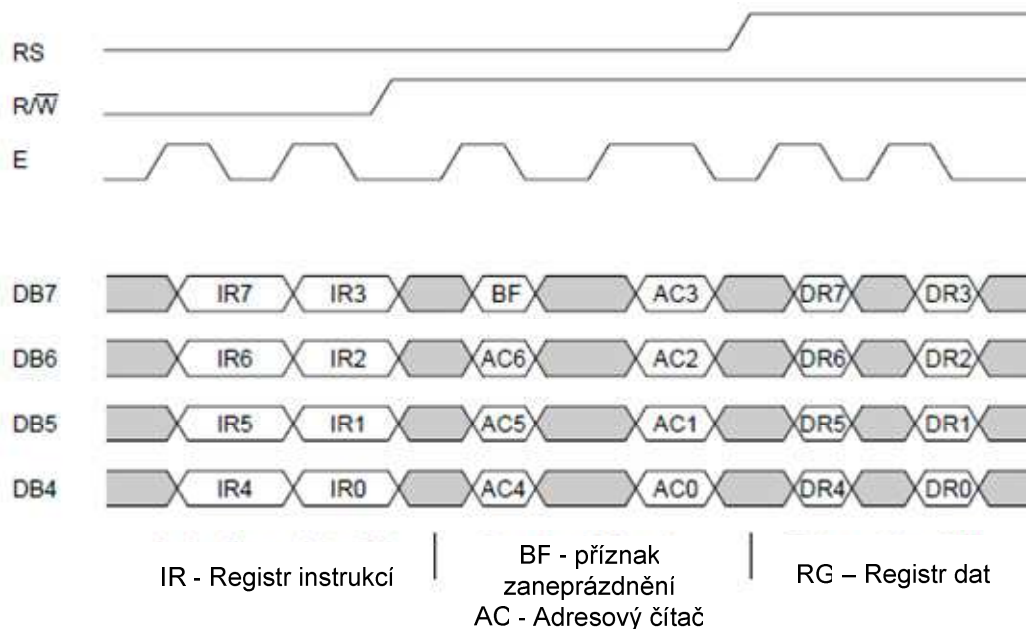 RS
R/W̅
E
DB7 IR7 IR3 BF AC3 DR7 DR3
DB6 IR6 IR2 AC6 AC2 DR6 DR2
DB5 IR5 IR1 AC5 AC1 DR5 DR1
DB4 IR4 IR0 AC4 AC0 DR4 DR0
IR - Registr instrukcí
BF - příznak
zaneprázdnění
AC - Adresový čítač
RG – Registr dat